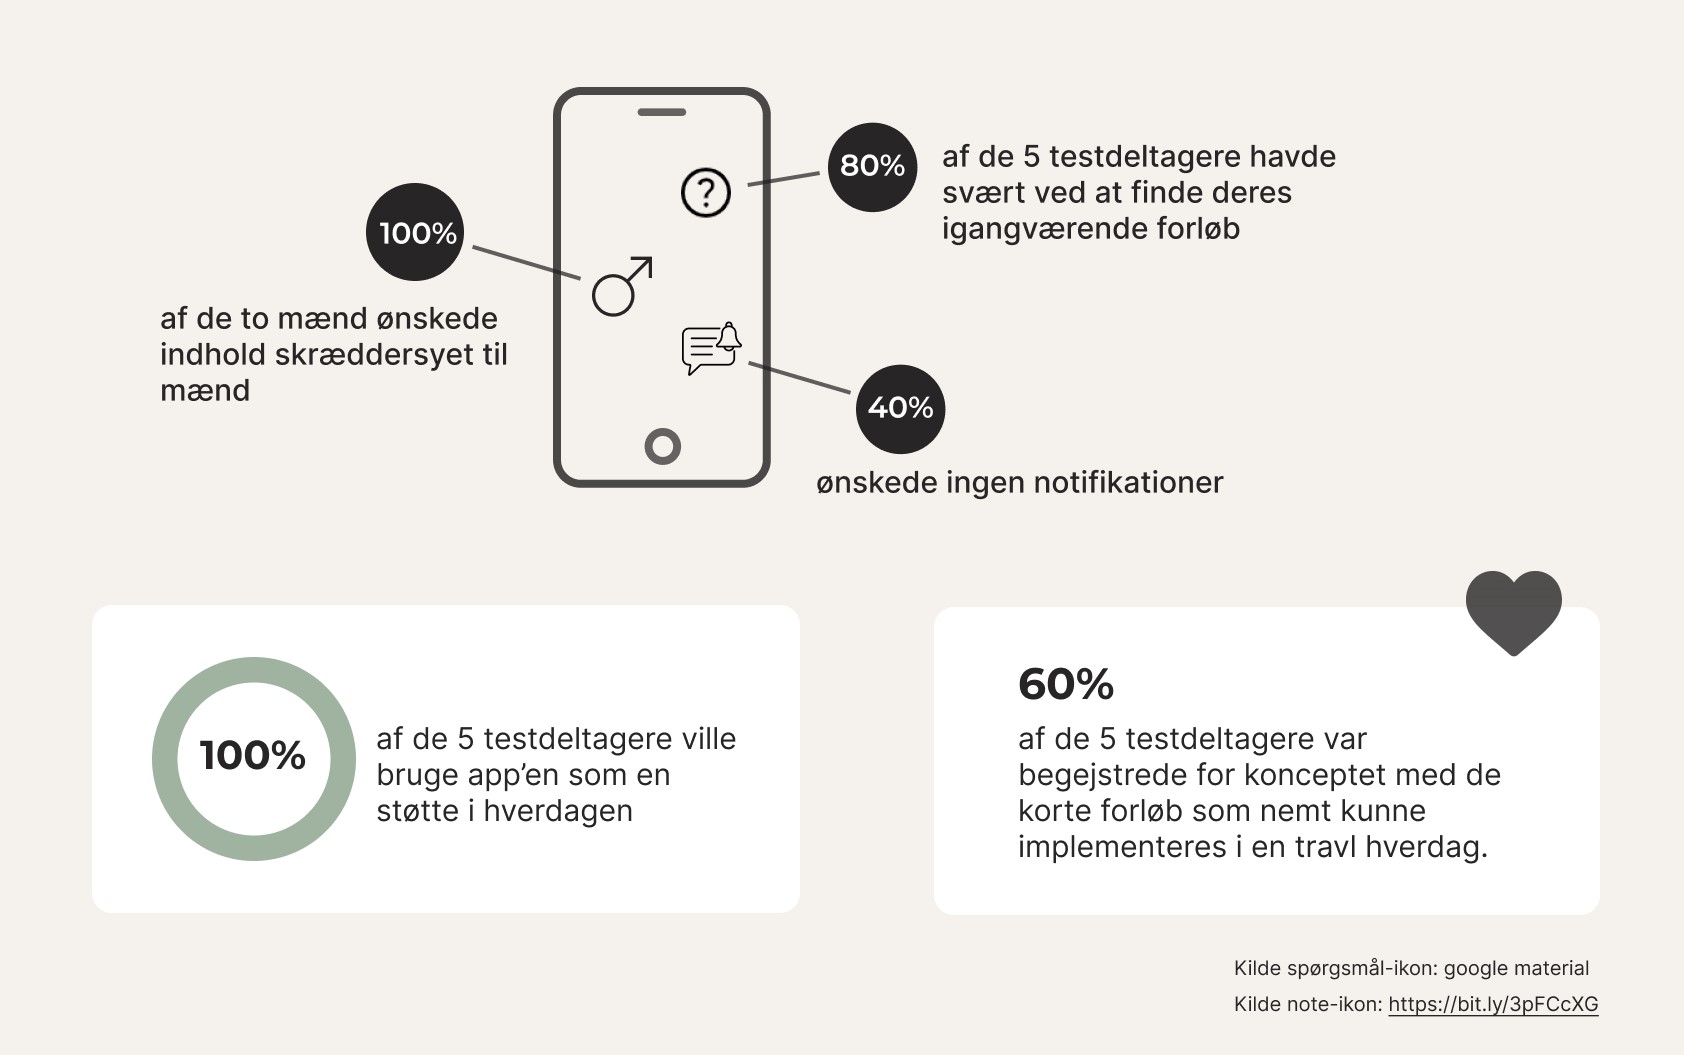 100%
af de to mænd ønskede
indhold skræddersyet til
mænd
?
80%
af de 5 testdeltagere havde
svært ved at finde deres
igangværende forløb
40%
ønskede ingen notifikationer
100%
af de 5 testdeltagere ville
bruge app’en som en
støtte i hverdagen
60%
af de 5 testdeltagere var
begejstrede for konceptet med de
korte forløb som nemt kunne
implementeres i en travl hverdag.
Kilde spørgsmål-ikon: google material
Kilde note-ikon: https://bit.ly/3pFCcXG